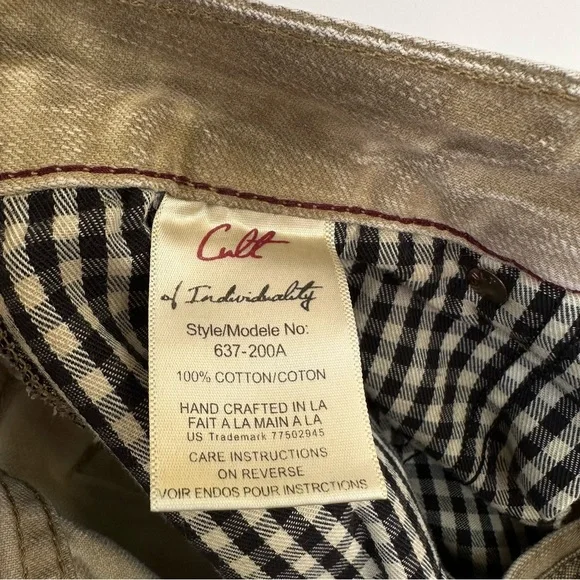 Cult
of Individuality
Style/Modele No:
637-200A
100% COTTON/COTON
HAND CRAFTED IN LA
FAIT A LA MAIN A LA
US Trademark 77502945
CARE INSTRUCTIONS
ON REVERSE
VOIR ENDOS POUR INSTRCTIONS